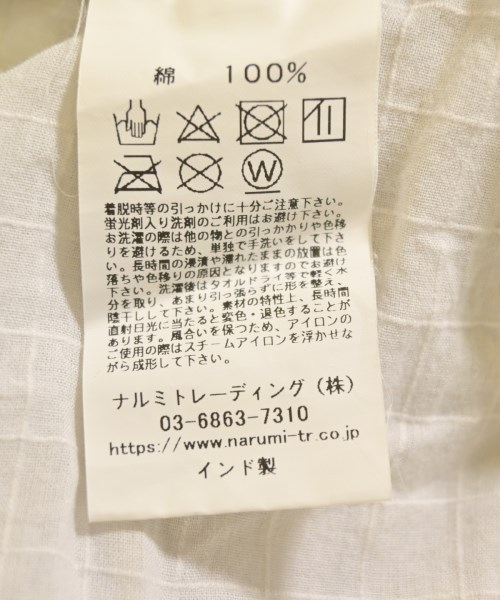 綿 100%
W
着脱時等の引っかけに十分ご注意下さい。
蛍光剤入り洗剤のご利用はお避け下さい。
お洗濯の際は他の物との引っかかりや色移
りを避けるため、単独で手洗いをして下さ
い。長時間の浸漬や濡れたままの放置は色
落ちや色移りの原因となりますのでお避け
下さい。洗濯後はタオルドライ等で軽く水
分を取り、あまり引っ張らずに形を整え、
陰干しして下さい。素材の特性上、長時間
直射日光に当たると変色・退色することが
あります。風合いを保つため、アイロンの
ご使用の際はスチームアイロンを浮かせな
がら成形して下さい。
ナルミトレーディング(株)
03-6863-7310
https://www.narumi-tr.co.jp
インド製